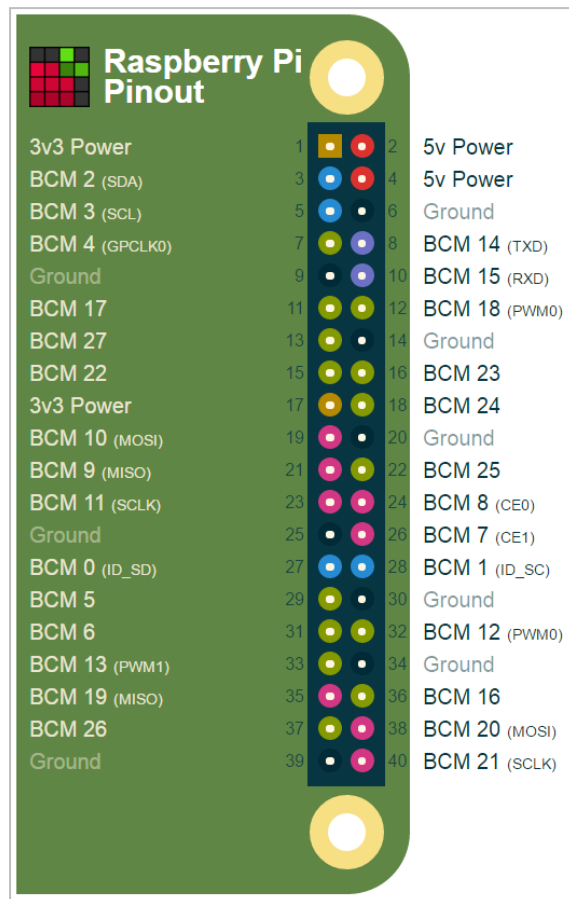 Raspberry Pi
Pinout
3v3 Power 1 2 5v Power
BCM 2 (SDA) 3 4 5v Power
BCM 3 (SCL) 5 6 Ground
BCM 4 (GPCLK0) 7 8 BCM 14 (TXD)
Ground 9 10 BCM 15 (RXD)
BCM 17 11 12 BCM 18 (PWM0)
BCM 27 13 14 Ground
BCM 22 15 16 BCM 23
3v3 Power 17 18 BCM 24
BCM 10 (MOSI) 19 20 Ground
BCM 9 (MISO) 21 22 BCM 25
BCM 11 (SCLK) 23 24 BCM 8 (CE0)
Ground 25 26 BCM 7 (CE1)
BCM 0 (ID_SD) 27 28 BCM 1 (ID_SC)
BCM 5 29 30 Ground
BCM 6 31 32 BCM 12 (PWM0)
BCM 13 (PWM1) 33 34 Ground
BCM 19 (MISO) 35 36 BCM 16
BCM 26 37 38 BCM 20 (MOSI)
Ground 39 40 BCM 21 (SCLK)